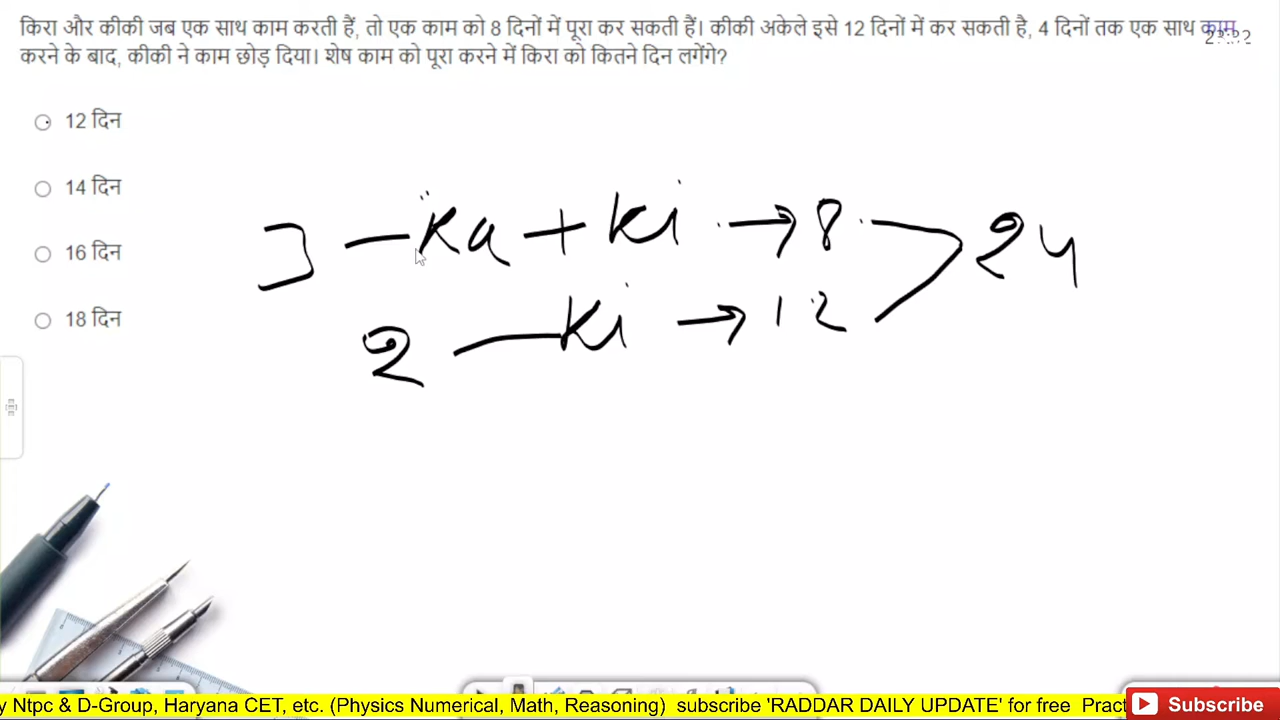 किरा और कीकी जब एक साथ काम करती हैं, तो एक काम को 8 दिनों में पूरा कर सकती हैं। कीकी अकेले इसे 12 दिनों में कर सकती है, 4 दिनों तक एक साथ काम
करने के बाद, कीकी ने काम छोड़ दिया। शेष काम को पूरा करने में किरा को कितने दिन लगेंगे?
12 दिन
14 दिन
16 दिन
18 दिन
3 — Ka + Ki → 8
24
2 — Ki → 12
y Ntpc & D-Group, Haryana CET, etc. (Physics Numerical, Math, Reasoning) subscribe 'RADDAR DAILY UPDATE' for free Pract
Subscribe